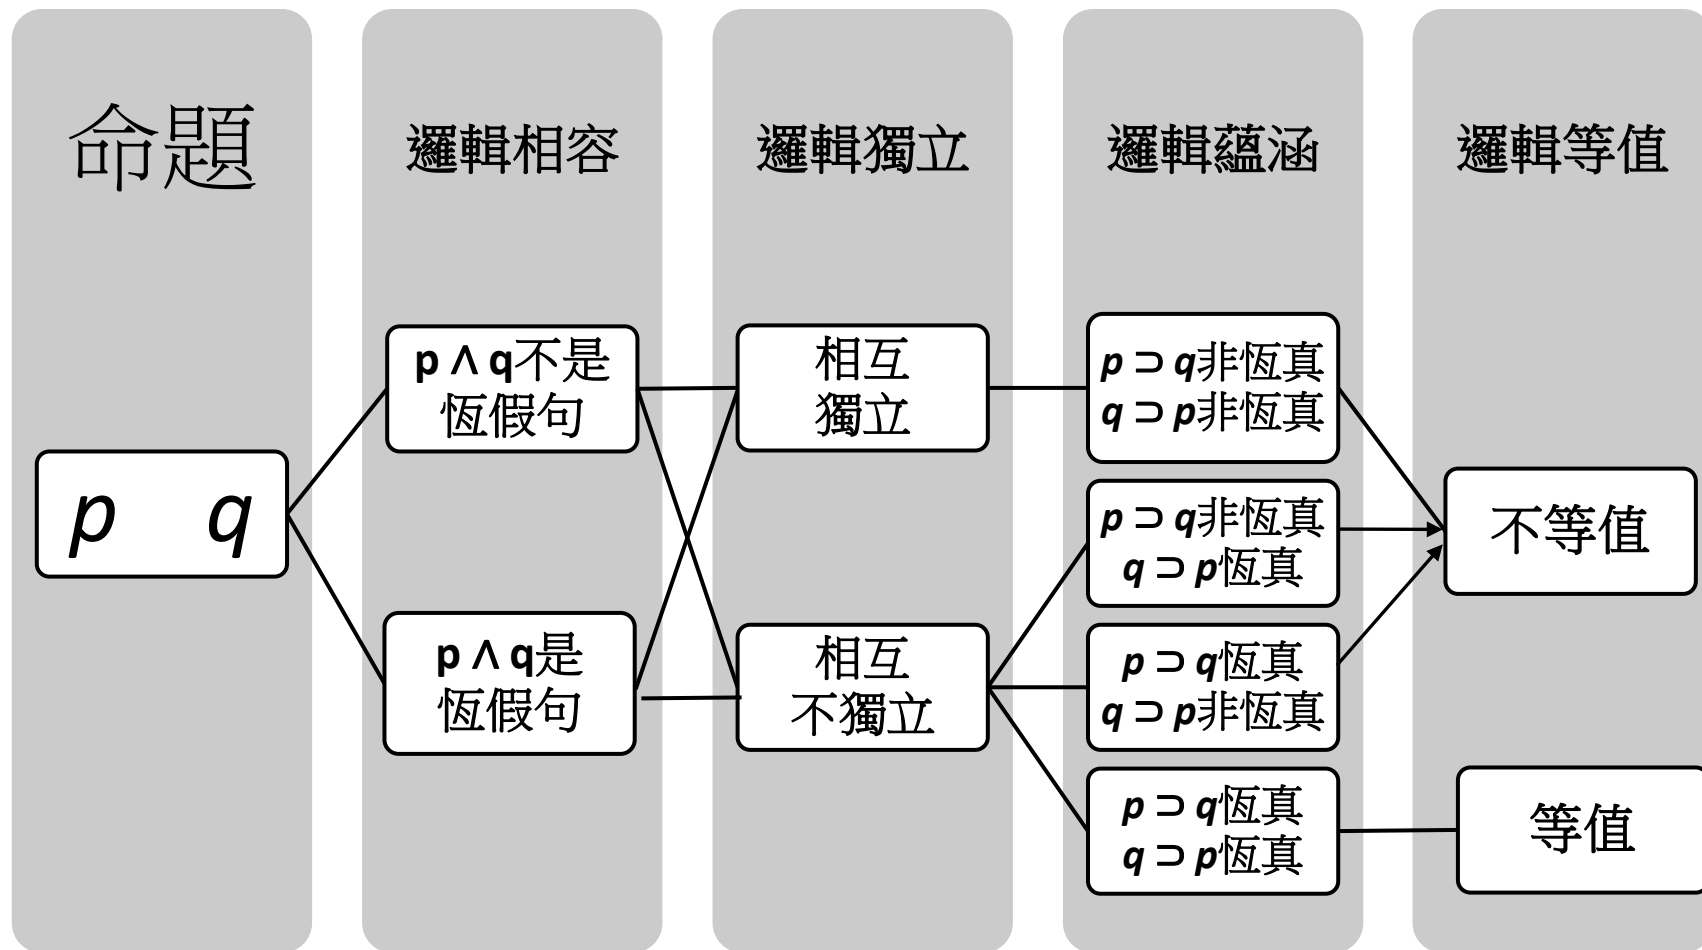 命題
邏輯相容
邏輯獨立
邏輯蘊涵
邏輯等值
p q
p ∧ q不是
恆假句
p ∧ q是
恆假句
相互
獨立
相互
不獨立
p ⊃ q非恆真
q ⊃ p非恆真
p ⊃ q非恆真
q ⊃ p恆真
p ⊃ q恆真
q ⊃ p非恆真
p ⊃ q恆真
q ⊃ p恆真
不等值
等值